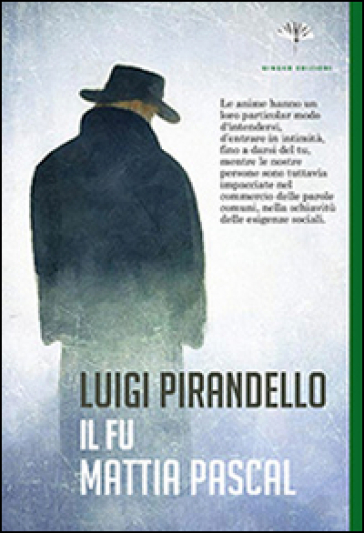 GINGKO EDIZIONI
Le anime hanno un
loro particolar modo
d'intendersi,
d'entrare in intimità,
fino a darsi del tu,
mentre le nostre
persone sono tuttavia
impacciate nel
commercio delle parole
comuni, nella schiavitù
delle esigenze sociali.
LUIGI PIRANDELLO
IL FU
MATTIA PASCAL